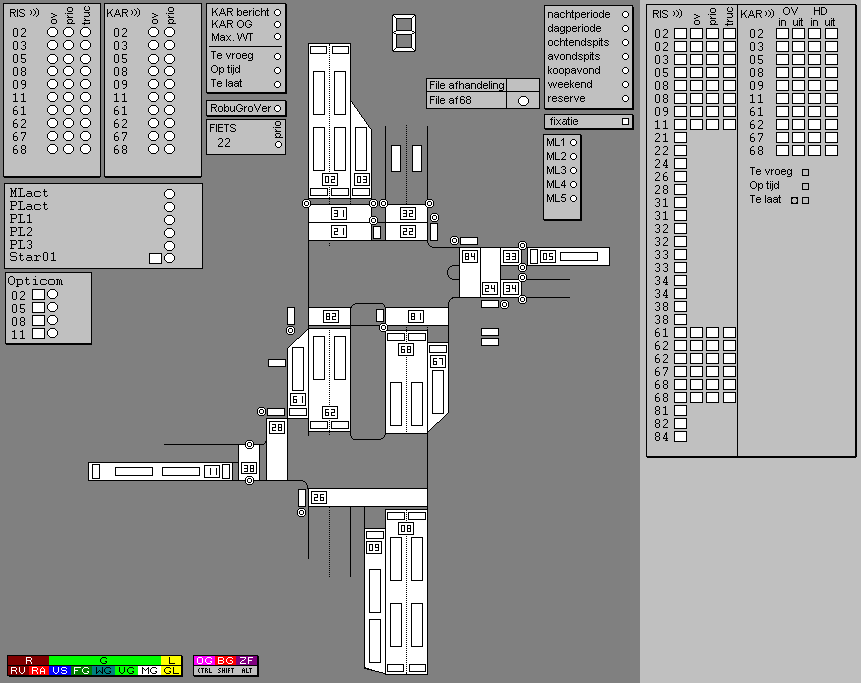 RIS ))) ov prio truc
02
03
05
08
09
11
61
62
67
68
KAR ))) ov prio
02
03
05
08
09
11
61
62
67
68
KAR bericht
KAR OG
Max. WT
Te vroeg
Op tijd
Te laat
RobuGroVer
FIETS prio
22
File afhandeling
File af68
nachtperiode
dagperiode
ochtendspits
avondspits
koopavond
weekend
reserve
fixatie
ML1
ML2
ML3
ML4
ML5
MLact
PLact
PL1
PL2
PL3
Star01
Opticom
02
05
08
11
02 03
31 32
21 22
84 33 05
24 34
82 81
68
67
61
62
28
38
11
26
08
09
R G L
RV RA VS FG WG VG MG GL
OG BG ZF
CTRL SHIFT ALT
RIS ))) ov prio truc
02
03
03
05
08
08
09
11
21
22
24
26
28
31
31
32
32
33
33
34
34
38
38
61
62
62
67
68
68
81
82
84
KAR ))) OV HD
in uit in uit
02
03
05
08
09
11
61
62
67
68
Te vroeg
Op tijd
Te laat